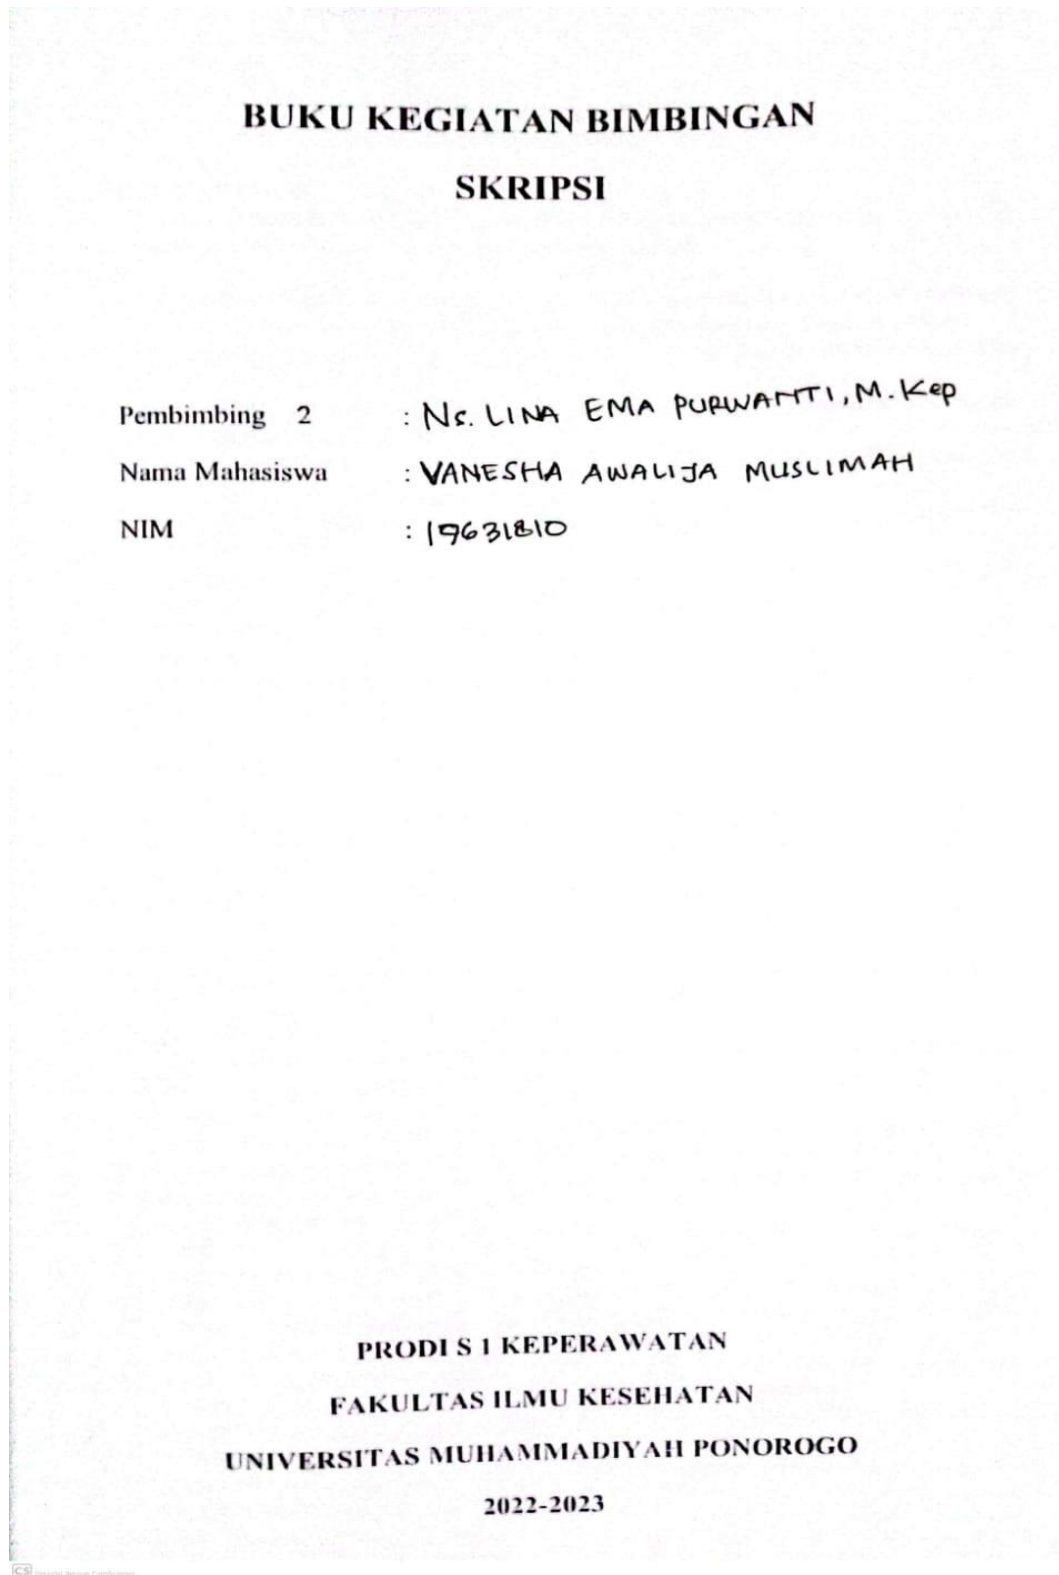 BUKU KEGIATAN BIMBINGAN
SKRIPSI
Pembimbing 2 : Ns. LINA EMA PURWANTI, M.Kep
Nama Mahasiswa : VANESHA AWALIJA MUSLIMAH
NIM : 19631810
PRODI S 1 KEPERAWATAN
FAKULTAS ILMU KESEHATAN
UNIVERSITAS MUHAMMADIYAH PONOROGO
2022-2023
CS